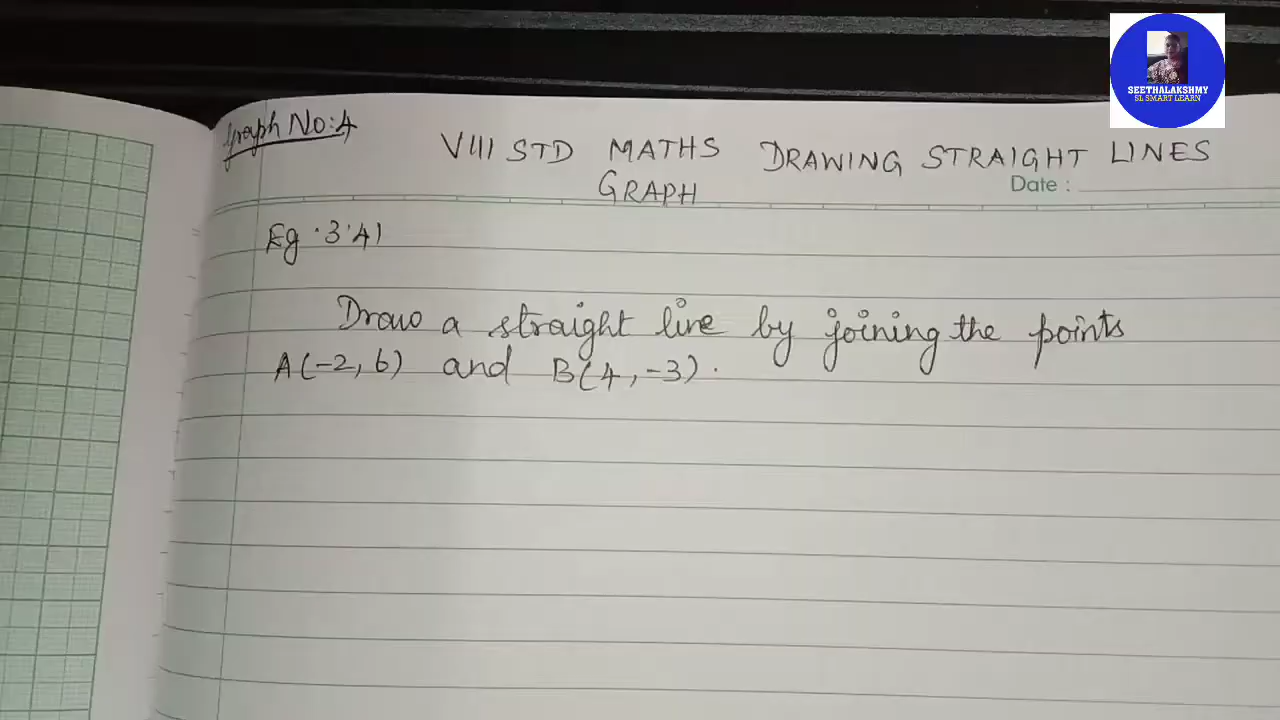 SEETHALAKSHMY
SL SMART LEARN
Graph No:4
VIII STD MATHS DRAWING STRAIGHT LINES
GRAPH
Date :
Eg.3.41
Draw a straight line by joining the points
A(-2, 6) and B(4, -3).